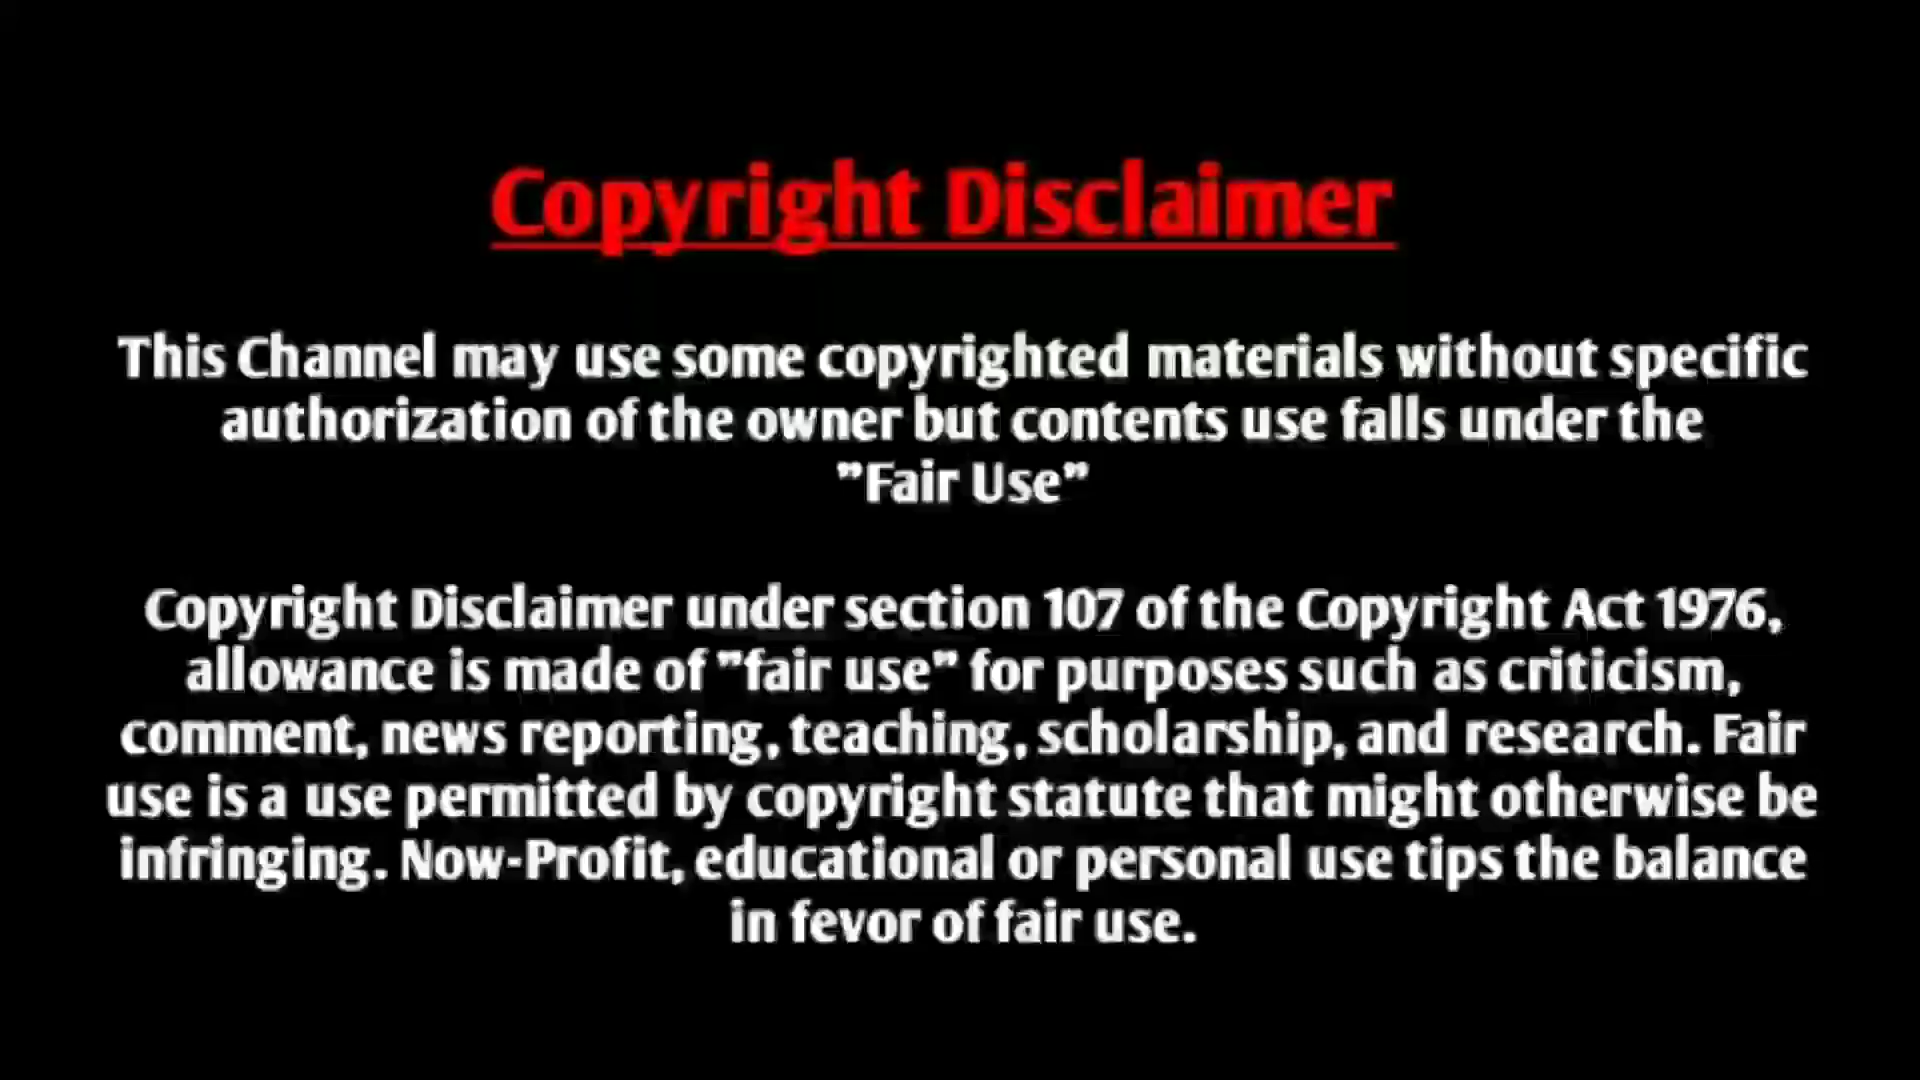 Copyright Disclaimer
This Channel may use some copyrighted materials without specific
authorization of the owner but contents use falls under the
"Fair Use"
Copyright Disclaimer under section 107 of the Copyright Act 1976,
allowance is made of "fair use" for purposes such as criticism,
comment, news reporting, teaching, scholarship, and research. Fair
use is a use permitted by copyright statute that might otherwise be
infringing. Now-Profit, educational or personal use tips the balance
in fevor of fair use.